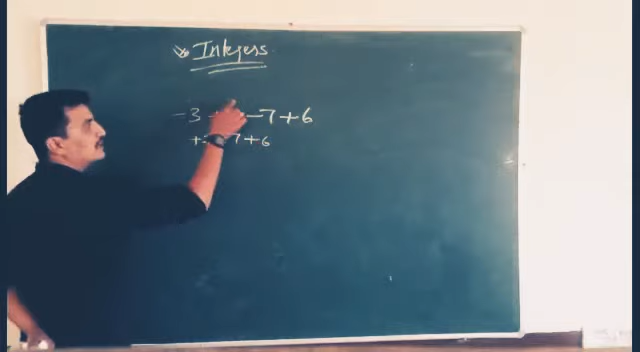 Integers
-3 + -7+6
+ 7+6